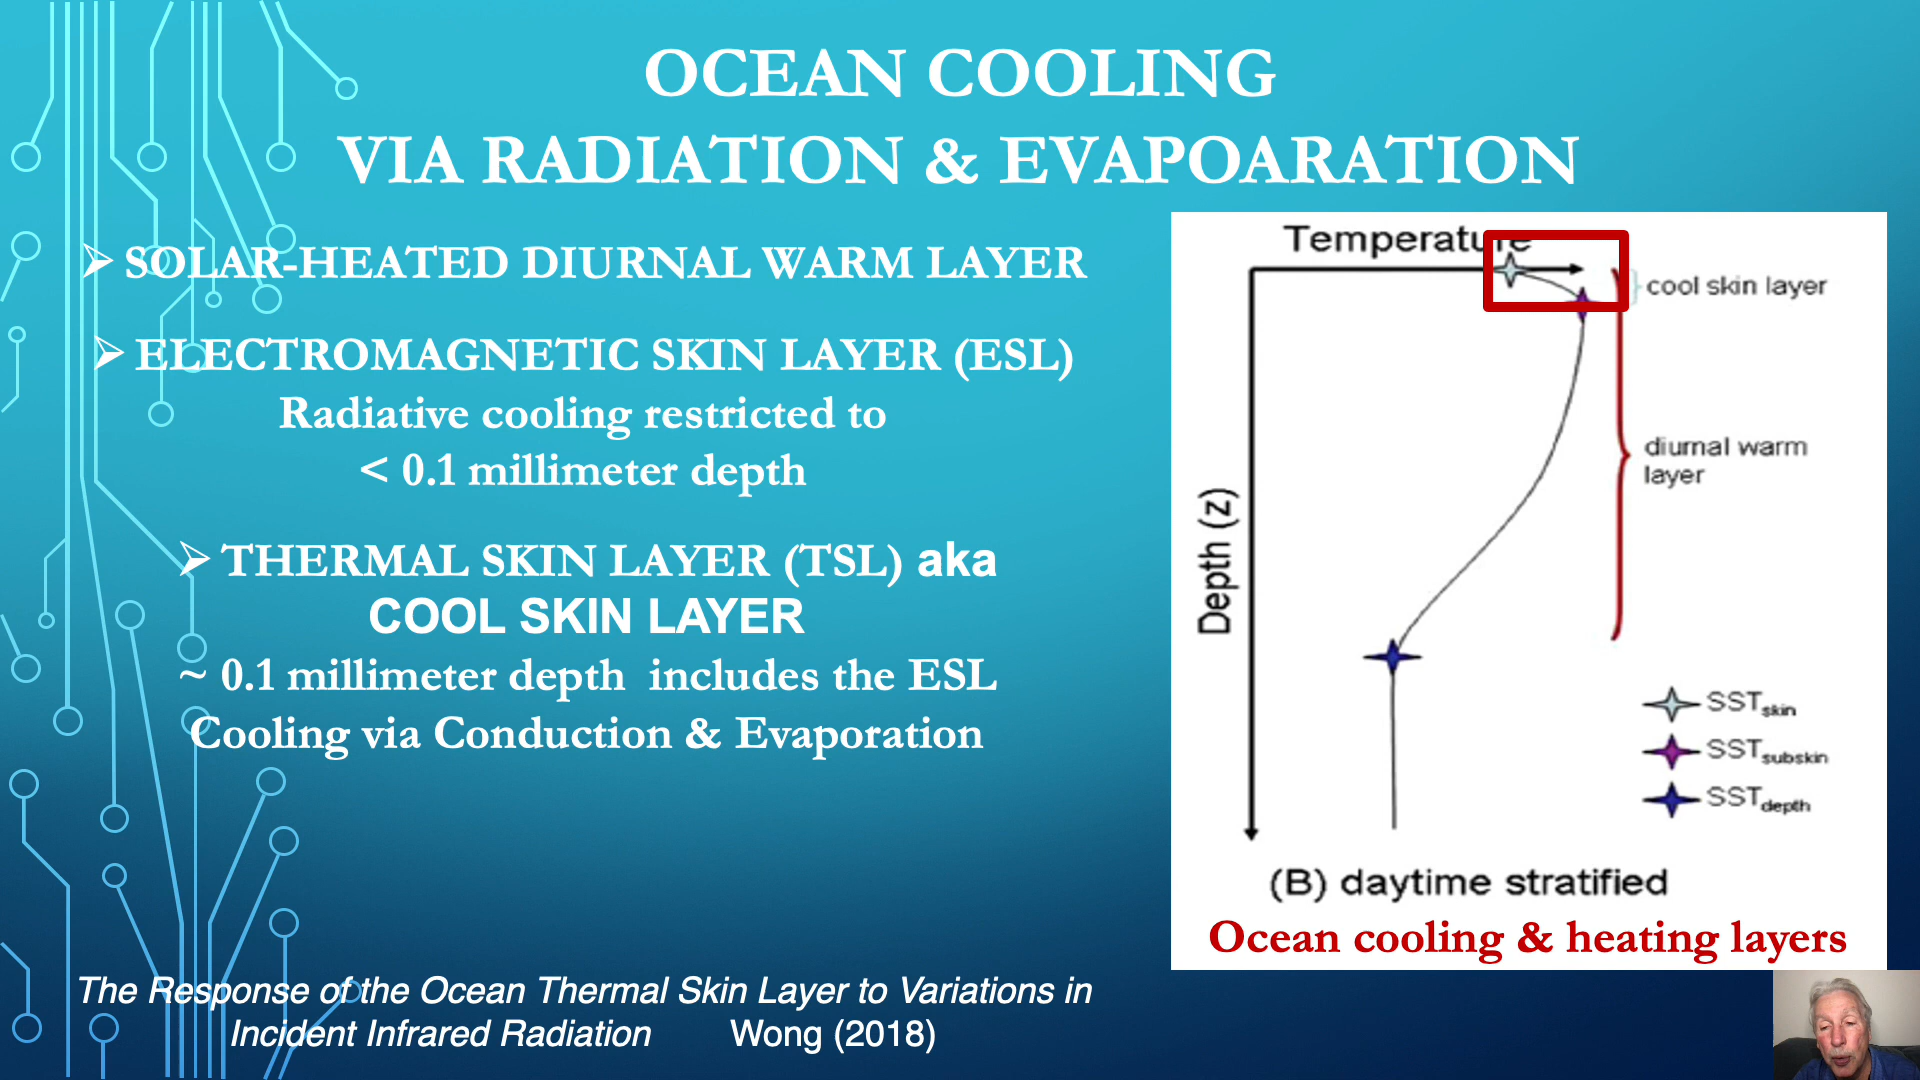 OCEAN COOLING
VIA RADIATION & EVAPOARATION
SOLAR-HEATED DIURNAL WARM LAYER
ELECTROMAGNETIC SKIN LAYER (ESL)
Radiative cooling restricted to
< 0.1 millimeter depth
THERMAL SKIN LAYER (TSL) aka
COOL SKIN LAYER
~ 0.1 millimeter depth includes the ESL
Cooling via Conduction & Evaporation
The Response of the Ocean Thermal Skin Layer to Variations in
Incident Infrared Radiation Wong (2018)
Temperature
cool skin layer
diurnal warm
layer
Depth (z)
SSTskin
SSTsubskin
SSTdepth
(B) daytime stratified
Ocean cooling & heating layers